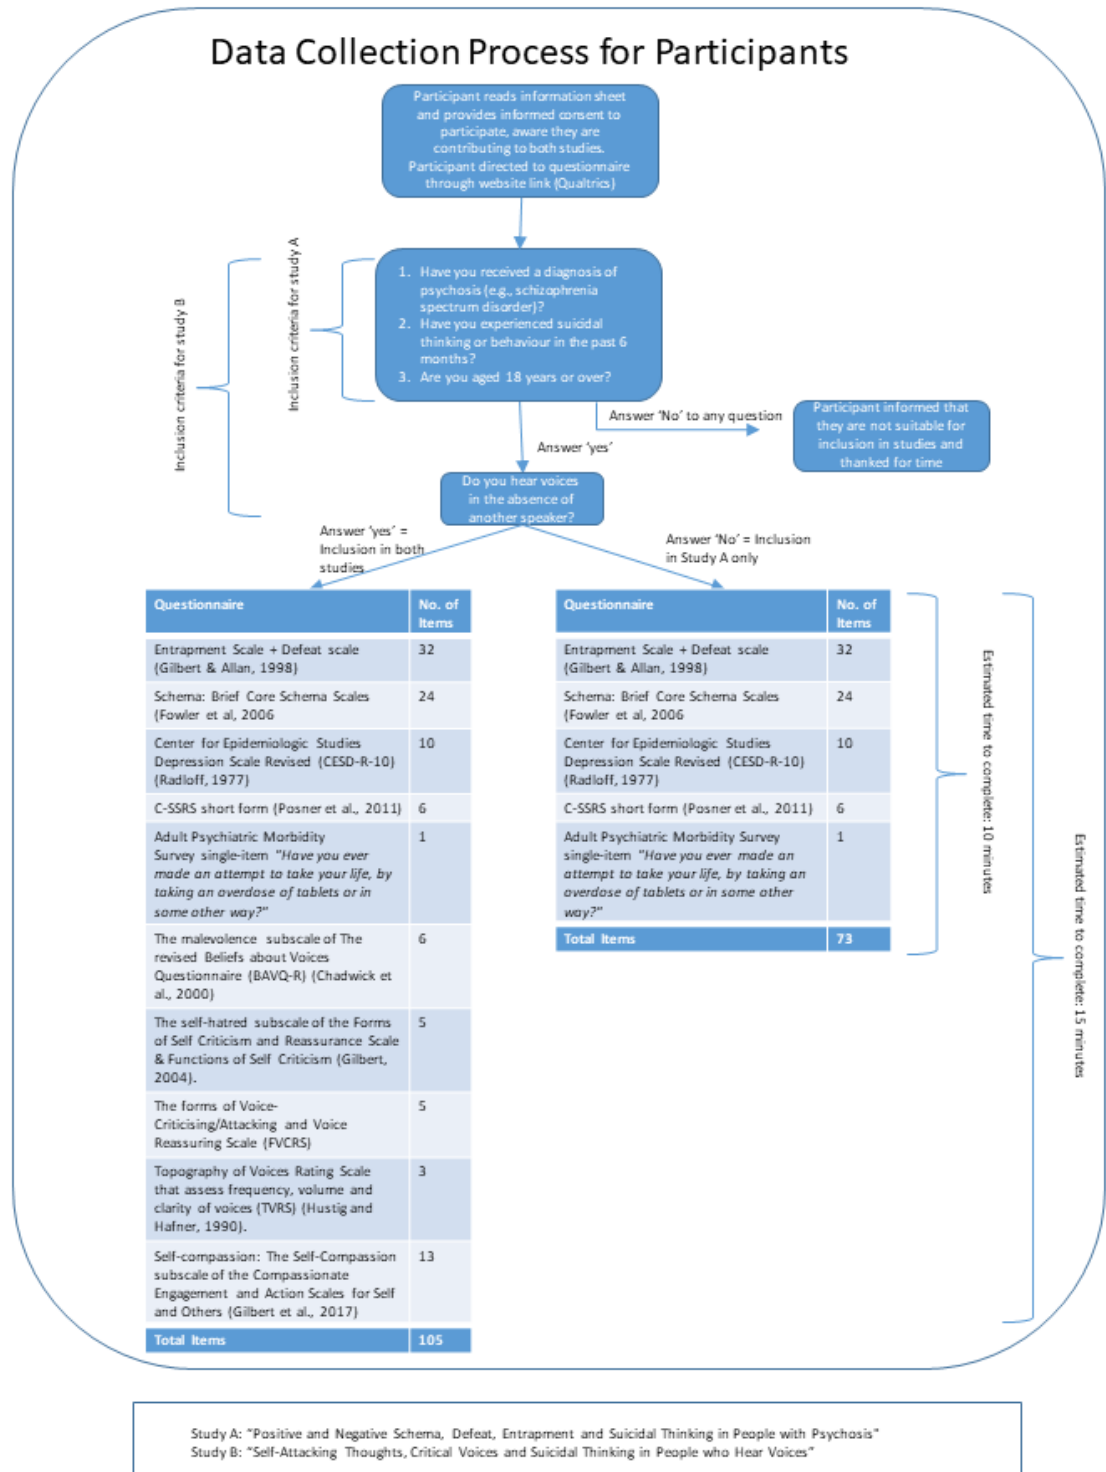 Data Collection Process for Participants
Participant reads information sheet
and provides informed consent to
participate, aware they are
contributing to both studies.
Participant directed to questionnaire
through website link (Qualtrics)
Inclusion criteria for study B
Inclusion criteria for study A
1. Have you received a diagnosis of
psychosis (e.g., schizophrenia
spectrum disorder)?
2. Have you experienced suicidal
thinking or behaviour in the past 6
months?
3. Are you aged 18 years or over?
Answer 'No' to any question
Participant informed that
they are not suitable for
inclusion in studies and
thanked for time
Answer 'yes'
Do you hear voices
in the absence of
another speaker?
Answer 'yes' =
Inclusion in both
studies
Answer 'No' = Inclusion
in Study A only
Questionnaire No. of
Items
Entrapment Scale + Defeat scale 32
(Gilbert & Allan, 1998)
Schema: Brief Core Schema Scales 24
(Fowler et al, 2006
Center for Epidemiologic Studies 10
Depression Scale Revised (CESD-R-10)
(Radloff, 1977)
C-SSRS short form (Posner et al., 2011) 6
Adult Psychiatric Morbidity 1
Survey single-item "Have you ever
made an attempt to take your life, by
taking an overdose of tablets or in
some other way?"
The malevolence subscale of The 6
revised Beliefs about Voices
Questionnaire (BAVQ-R) (Chadwick et
al., 2000)
The self-hatred subscale of the Forms 5
of Self Criticism and Reassurance Scale
& Functions of Self Criticism (Gilbert,
2004).
The forms of Voice- 5
Criticising/Attacking and Voice
Reassuring Scale (FVCRS)
Topography of Voices Rating Scale 3
that assess frequency, volume and
clarity of voices (TVRS) (Hustig and
Hafner, 1990).
Self-compassion: The Self-Compassion 13
subscale of the Compassionate
Engagement and Action Scales for Self
and Others (Gilbert et al., 2017)
Total Items 105
Questionnaire No. of
Items
Entrapment Scale + Defeat scale 32
(Gilbert & Allan, 1998)
Schema: Brief Core Schema Scales 24
(Fowler et al, 2006
Center for Epidemiologic Studies 10
Depression Scale Revised (CESD-R-10)
(Radloff, 1977)
C-SSRS short form (Posner et al., 2011) 6
Adult Psychiatric Morbidity Survey 1
single-item "Have you ever made an
attempt to take your life, by taking an
overdose of tablets or in some other
way?"
Total Items 73
Estimated time to complete: 10 minutes
Estimated time to complete: 15 minutes
Study A: "Positive and Negative Schema, Defeat, Entrapment and Suicidal Thinking in People with Psychosis"
Study B: "Self-Attacking Thoughts, Critical Voices and Suicidal Thinking in People who Hear Voices"